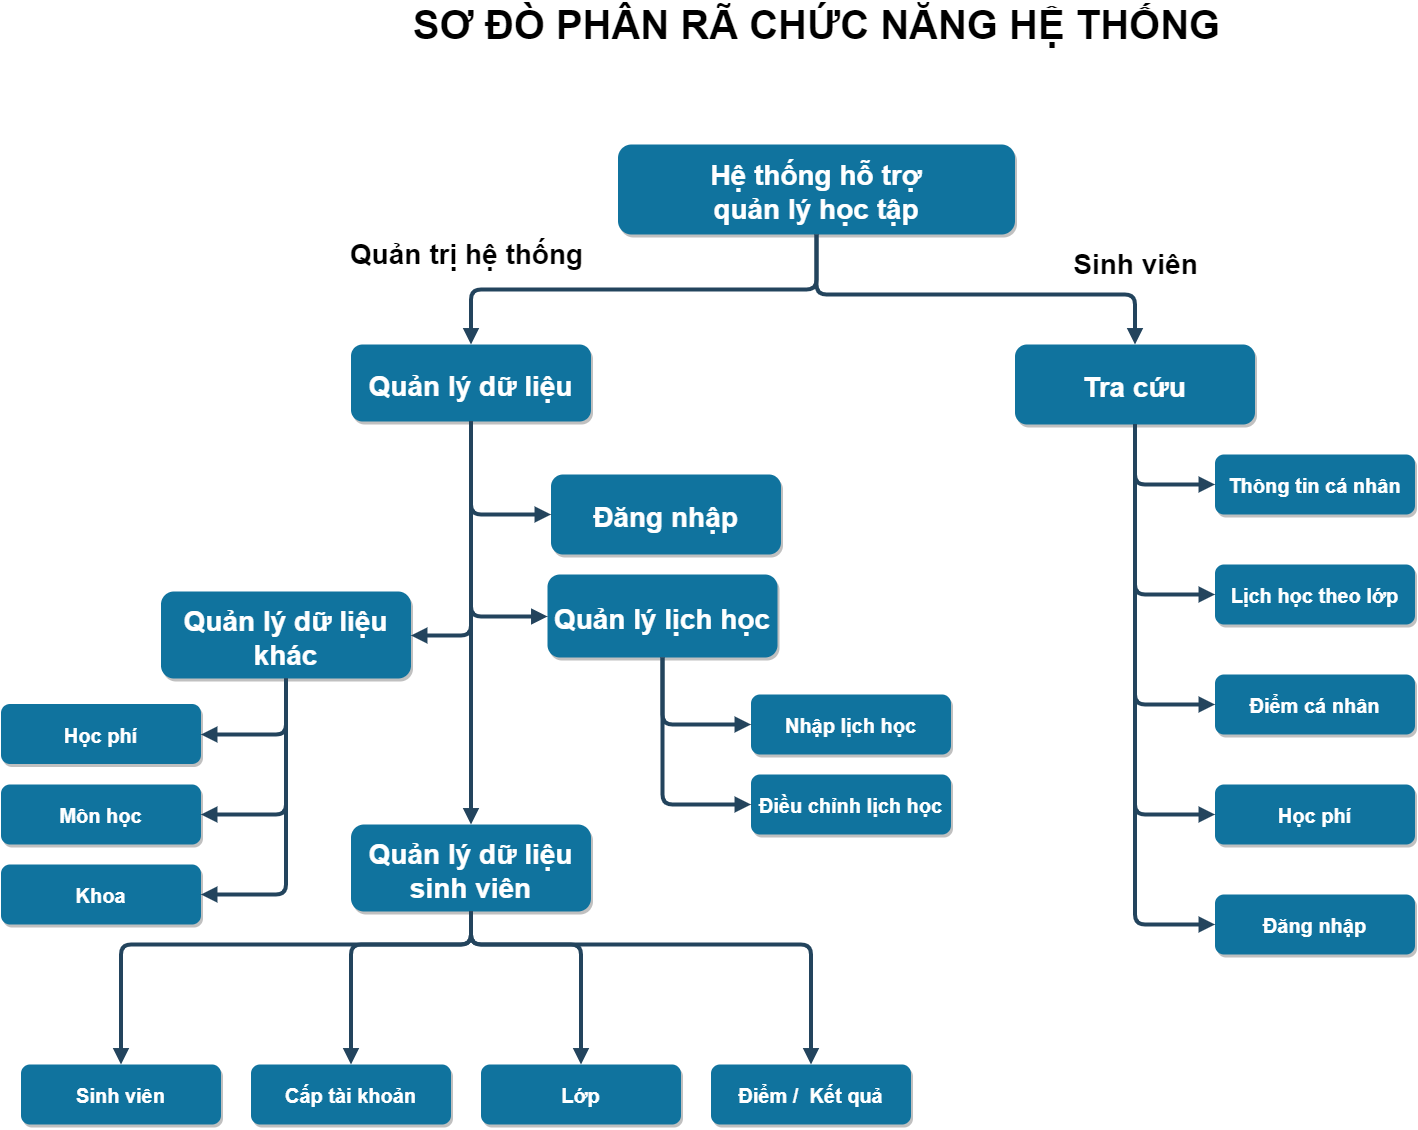 SƠ ĐÒ PHÂN RÃ CHỨC NĂNG HỆ THỐNG
Hệ thống hỗ trợ
quản lý học tập
Quản trị hệ thống
Sinh viên
Quản lý dữ liệu
Tra cứu
Thông tin cá nhân
Đăng nhập
Quản lý dữ liệu
khác
Quản lý lịch học
Lịch học theo lớp
Học phí
Nhập lịch học
Điểm cá nhân
Môn học
Điều chỉnh lịch học
Học phí
Khoa
Quản lý dữ liệu
sinh viên
Đăng nhập
Sinh viên
Cấp tài khoản
Lớp
Điểm /  Kết quả